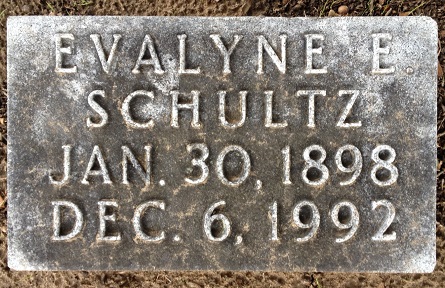 EVALYNE E.
SCHULTZ
JAN. 30, 1898
DEC. 6, 1992